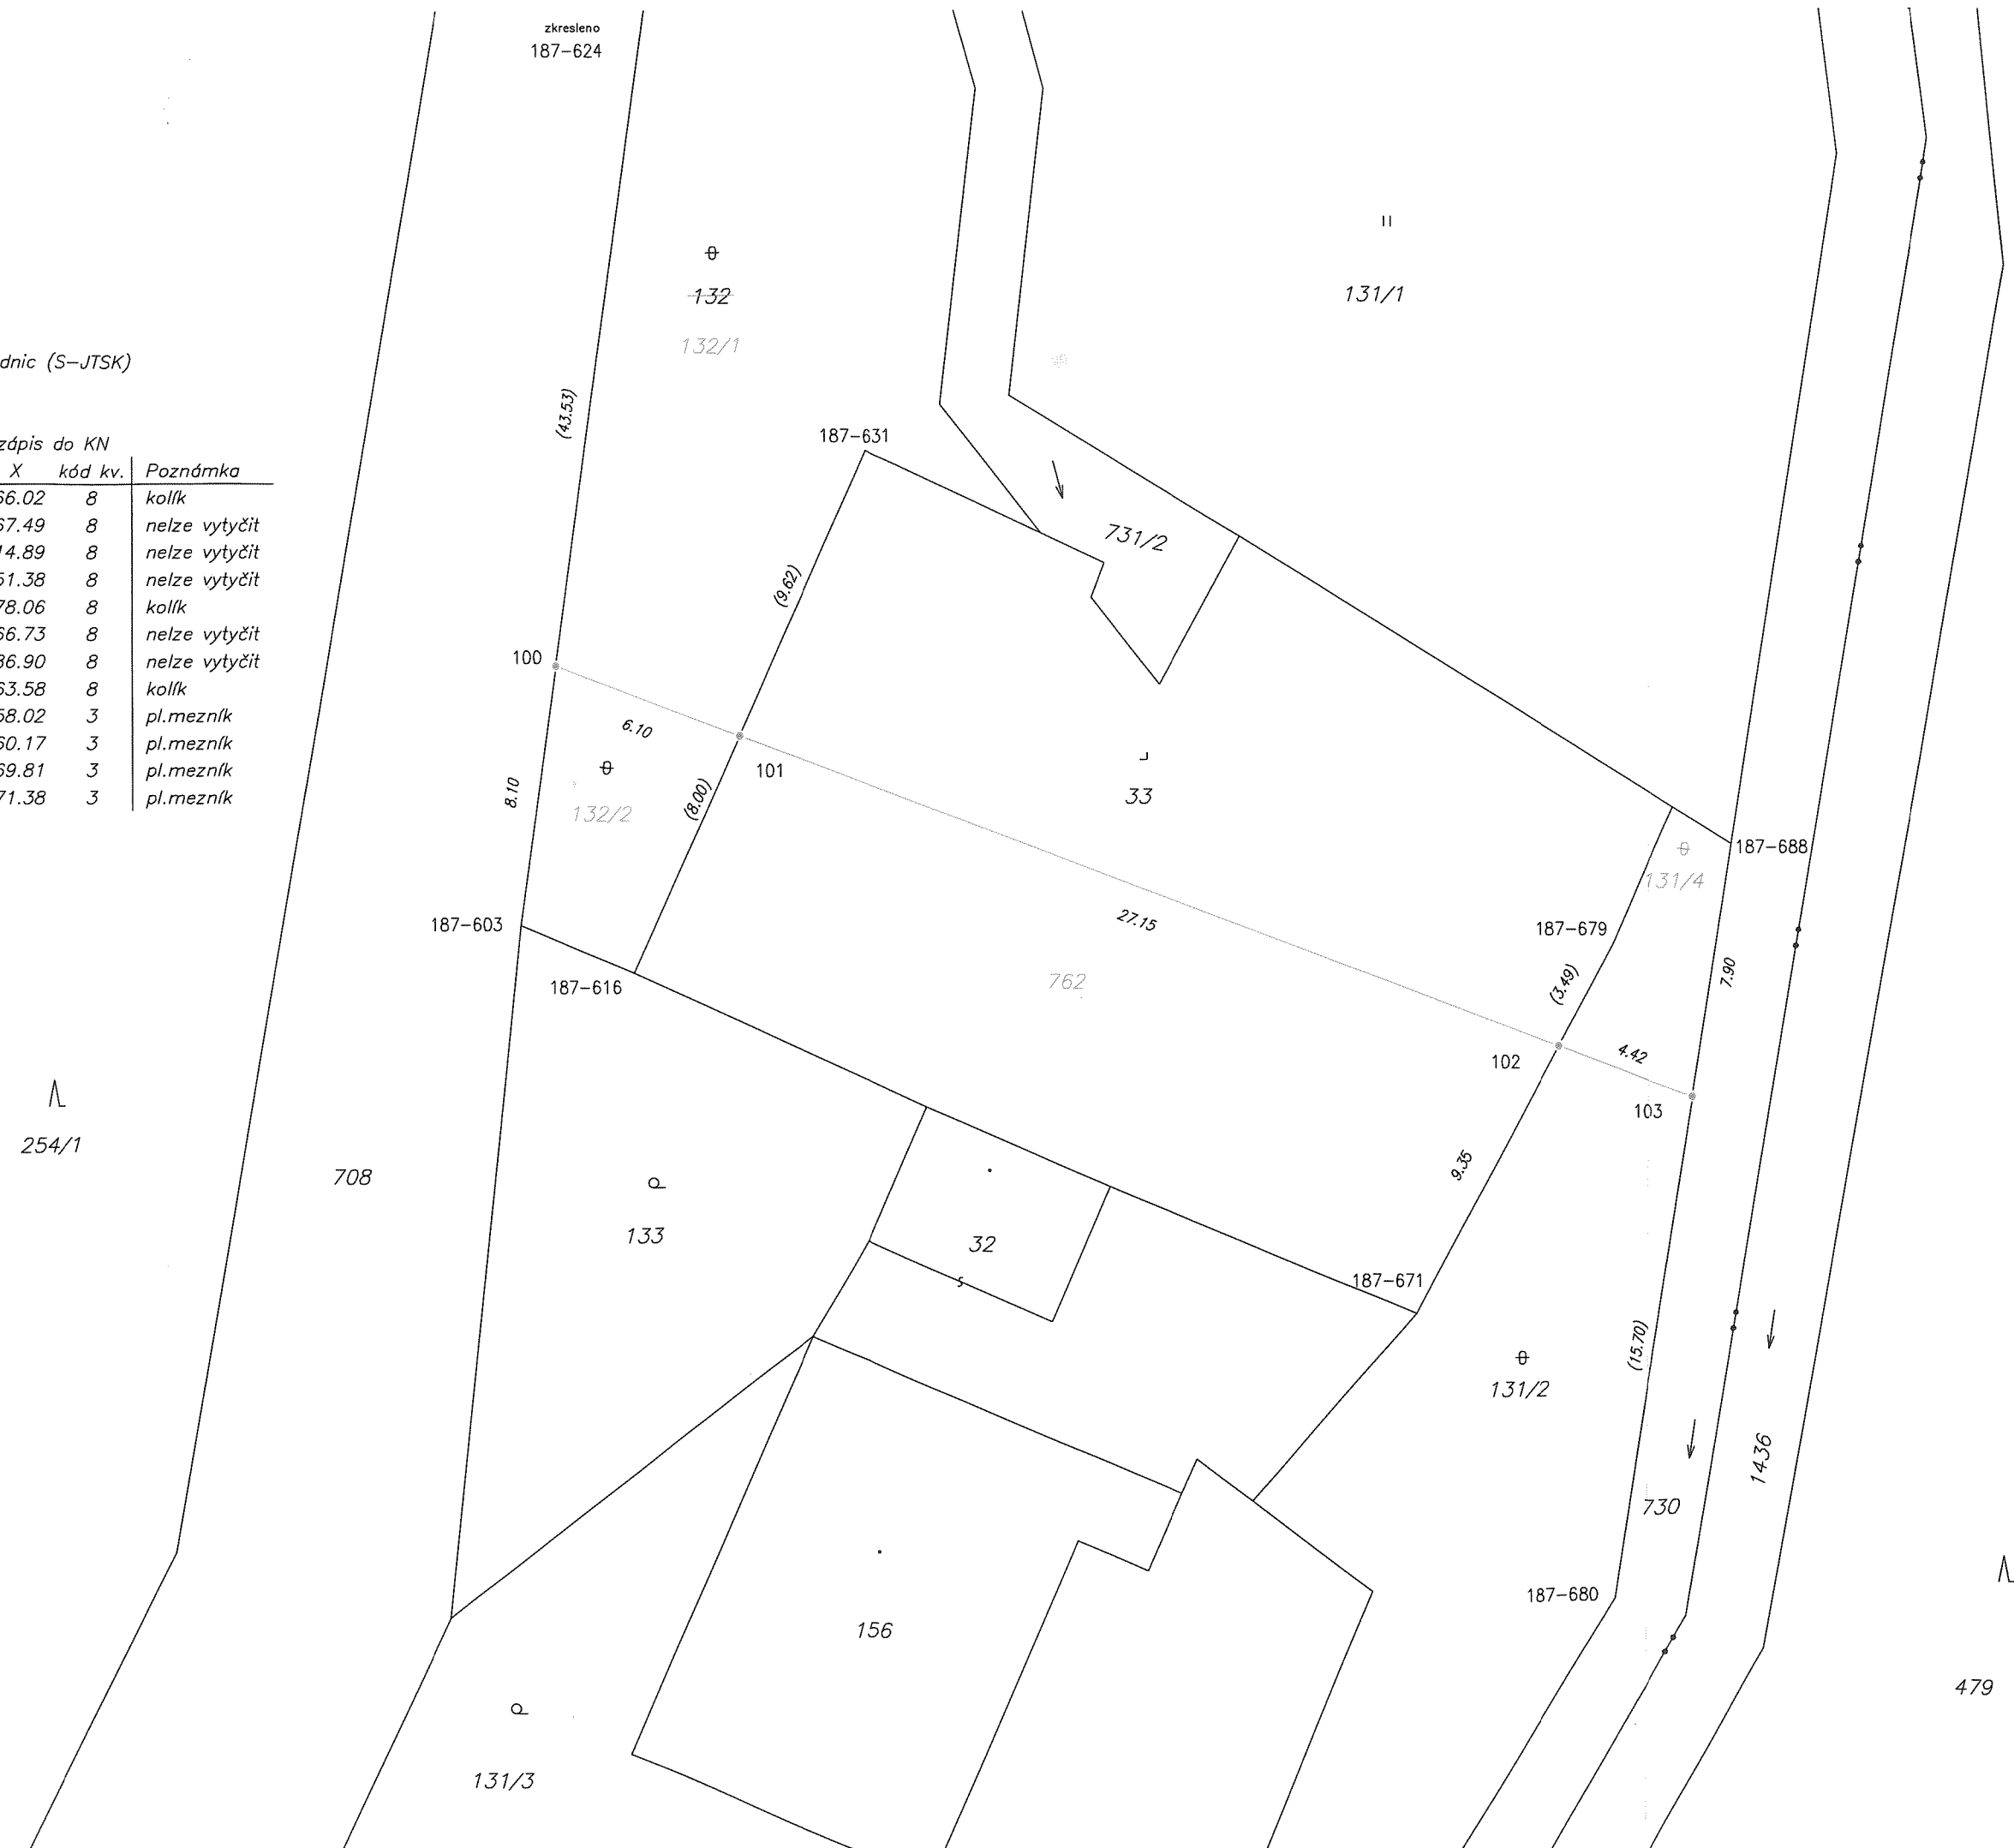 zkresleno
187-624
132
132/1
131/1
dnic (S-JTSK)
zápis do KN
X kód kv. Poznámka
66.02 8 kolík
67.49 8 nelze vytyčit
14.89 8 nelze vytyčit
51.38 8 nelze vytyčit
78.06 8 kolík
66.73 8 nelze vytyčit
86.90 8 nelze vytyčit
63.58 8 kolík
58.02 3 pl.mezník
60.17 3 pl.mezník
69.81 3 pl.mezník
71.38 3 pl.mezník
(43.53)
187-631
731/2
(9.62)
100
6.10
101
33
8.10
132/2
(8.00)
187-688
131/4
187-603
187-616
27.15
187-679
762
(3.49)
7.90
102
4.42
103
254/1
708
133
32
9.35
187-671
(15.70)
131/2
1436
730
187-680
156
479
131/3